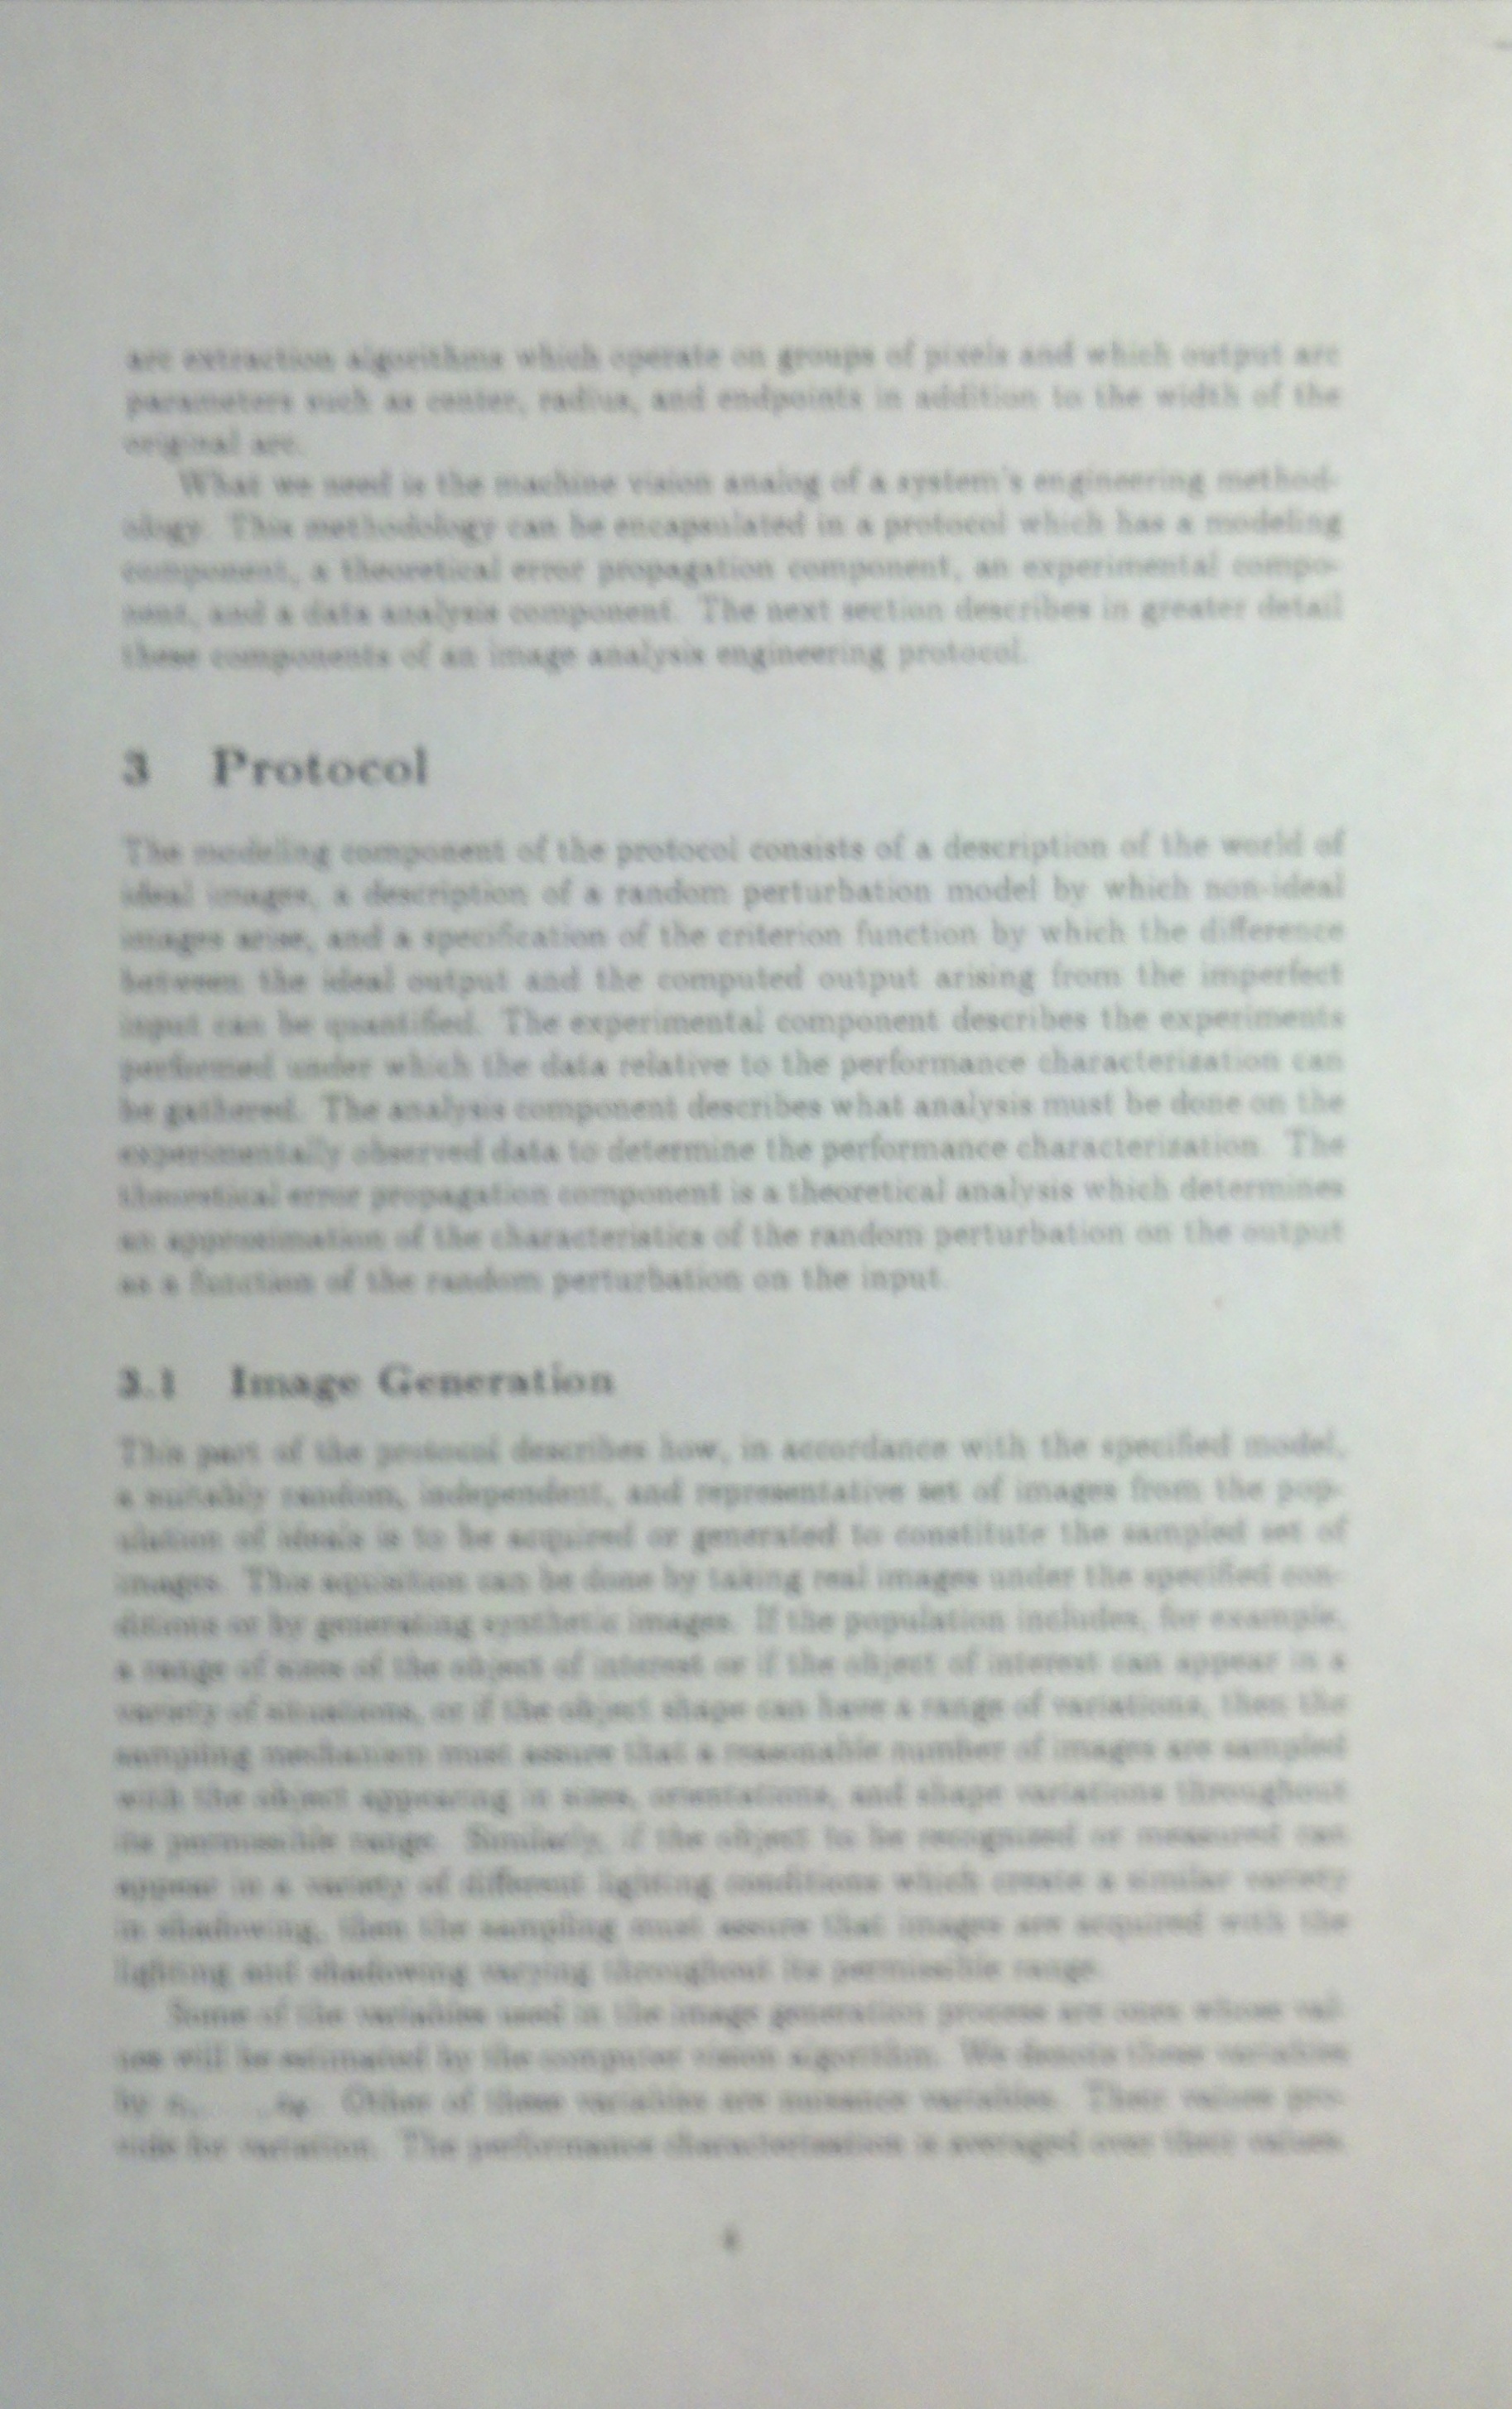 arc extraction algorithms which operate on groups of pixels and which output arc
parameters such as center, radius, and endpoints in addition to the width of the
original arc.
What we need is the machine vision analog of a system's engineering method-
ology. This methodology can be encapsulated in a protocol which has a modeling
component, a theoretical error propagation component, an experimental compo-
nent, and a data analysis component. The next section describes in greater detail
these components of an image analysis engineering protocol.
3 Protocol
The modeling component of the protocol consists of a description of the world of
ideal images, a description of a random perturbation model by which non-ideal
images arise, and a specification of the criterion function by which the difference
between the ideal output and the computed output arising from the imperfect
input can be quantified. The experimental component describes the experiments
performed under which the data relative to the performance characterization can
be gathered. The analysis component describes what analysis must be done on the
experimentally observed data to determine the performance characterization. The
theoretical error propagation component is a theoretical analysis which determines
an approximation of the characteristics of the random perturbation on the output
as a function of the random perturbation on the input.
3.1 Image Generation
This part of the protocol describes how, in accordance with the specified model,
a suitably random, independent, and representative set of images from the pop-
ulation of ideals is to be acquired or generated to constitute the sampled set of
images. This aquisition can be done by taking real images under the specified con-
ditions or by generating synthetic images. If the population includes, for example,
a range of sizes of the object of interest or if the object of interest can appear in a
variety of situations, or if the object shape can have a range of variations, then the
sampling mechanism must assure that a reasonable number of images are sampled
with the object appearing in sizes, orientations, and shape variations throughout
its permissible range. Similarly, if the object to be recognized or measured can
appear in a variety of different lighting conditions which create a similar variety
in shadowing, then the sampling must assure that images are acquired with the
lighting and shadowing varying throughout its permissible range.
Some of the variables used in the image generation process are ones whose val-
ues will be estimated by the computer vision algorithm. We denote these variables
by Other of these variables are nuisance variables. Their values pro-
vide for variation. The performance characterization is averaged over their values.